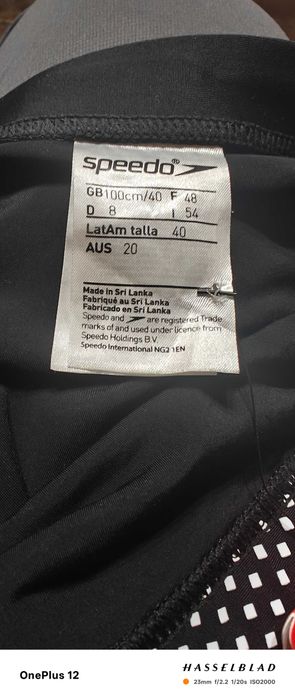 speedo®
GB100cm/40 F 48
D 8 I 54
LatAm talla 40
AUS 20
Made in Sri Lanka
Fabriqué au Sri Lanka
Fabricado en Sri Lanka
Speedo and are registered Trade
marks of and used under licence from
Speedo Holdings B.V.
Speedo International NG2 1EN
OnePlus 12
HASSELBLAD
23mm f/2.2 1/20s ISO2000